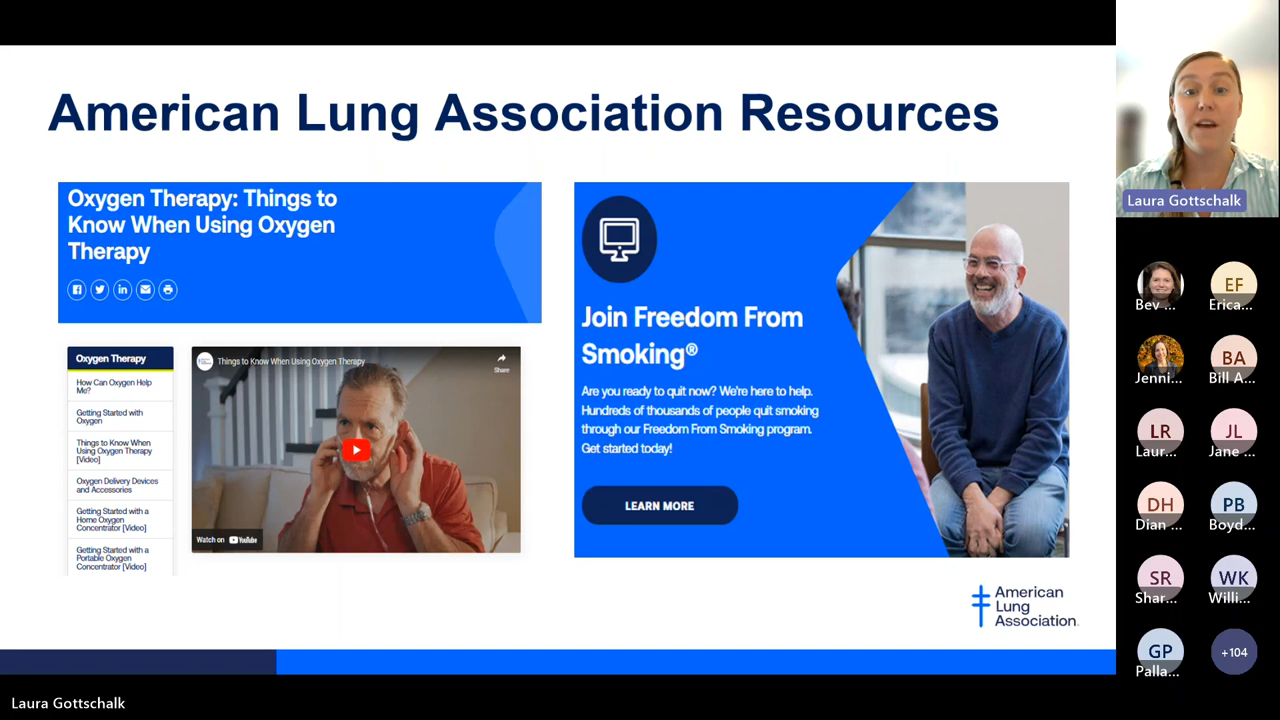 American Lung Association Resources
Oxygen Therapy: Things to
Know When Using Oxygen
Therapy
Oxygen Therapy
How Can Oxygen Help
Me?
Getting Started with
Oxygen
Things to Know When
Using Oxygen Therapy
[Video]
Oxygen Delivery Devices
and Accessories
Getting Started with a
Home Oxygen
Concentrator [Video]
Getting Started with a
Portable Oxygen
Concentrator [Video]
Things to Know When Using Oxygen Therapy
Share
Watch on YouTube
Join Freedom From
Smoking®
Are you ready to quit now? We're here to help.
Hundreds of thousands of people quit smoking
through our Freedom From Smoking program.
Get started today!
LEARN MORE
American
Lung
Association.
Laura Gottschalk
Bev ...
EF
Erica...
Jenni...
BA
Bill A...
LR
Laur...
JL
Jane ...
DH
Dian ...
PB
Boyd...
SR
Shar...
WK
Willi...
GP
Palla...
+104
Laura Gottschalk